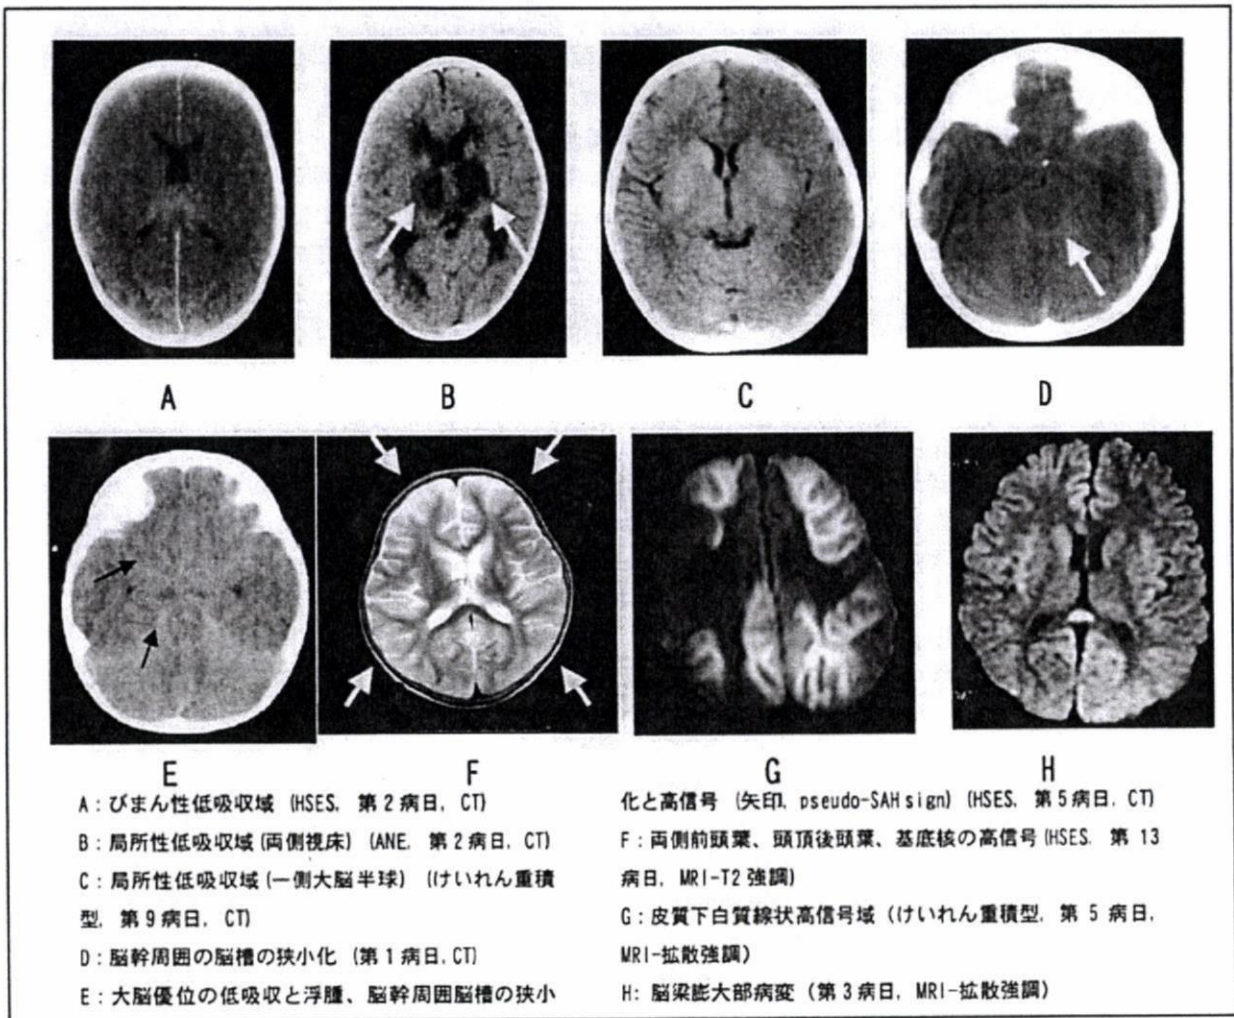 A
B
C
D
E
F
G
H
A：びまん性低吸収域 (HSES, 第2病日, CT)
B：局所性低吸収域(両側視床) (ANE, 第2病日, CT)
C：局所性低吸収域(一側大脳半球) (けいれん重積
型, 第9病日, CT)
D：脳幹周囲の脳槽の狭小化 (第1病日, CT)
E：大脳優位の低吸収と浮腫、脳幹周囲脳槽の狭小
化と高信号 (矢印, pseudo-SAH sign) (HSES, 第5病日, CT)
F：両側前頭葉、頭頂後頭葉、基底核の高信号(HSES, 第 13
病日, MRI-T2強調)
G：皮質下白質線状高信号域 (けいれん重積型, 第 5 病日,
MRI-拡散強調)
H: 脳梁膨大部病変 (第3病日, MRI-拡散強調)